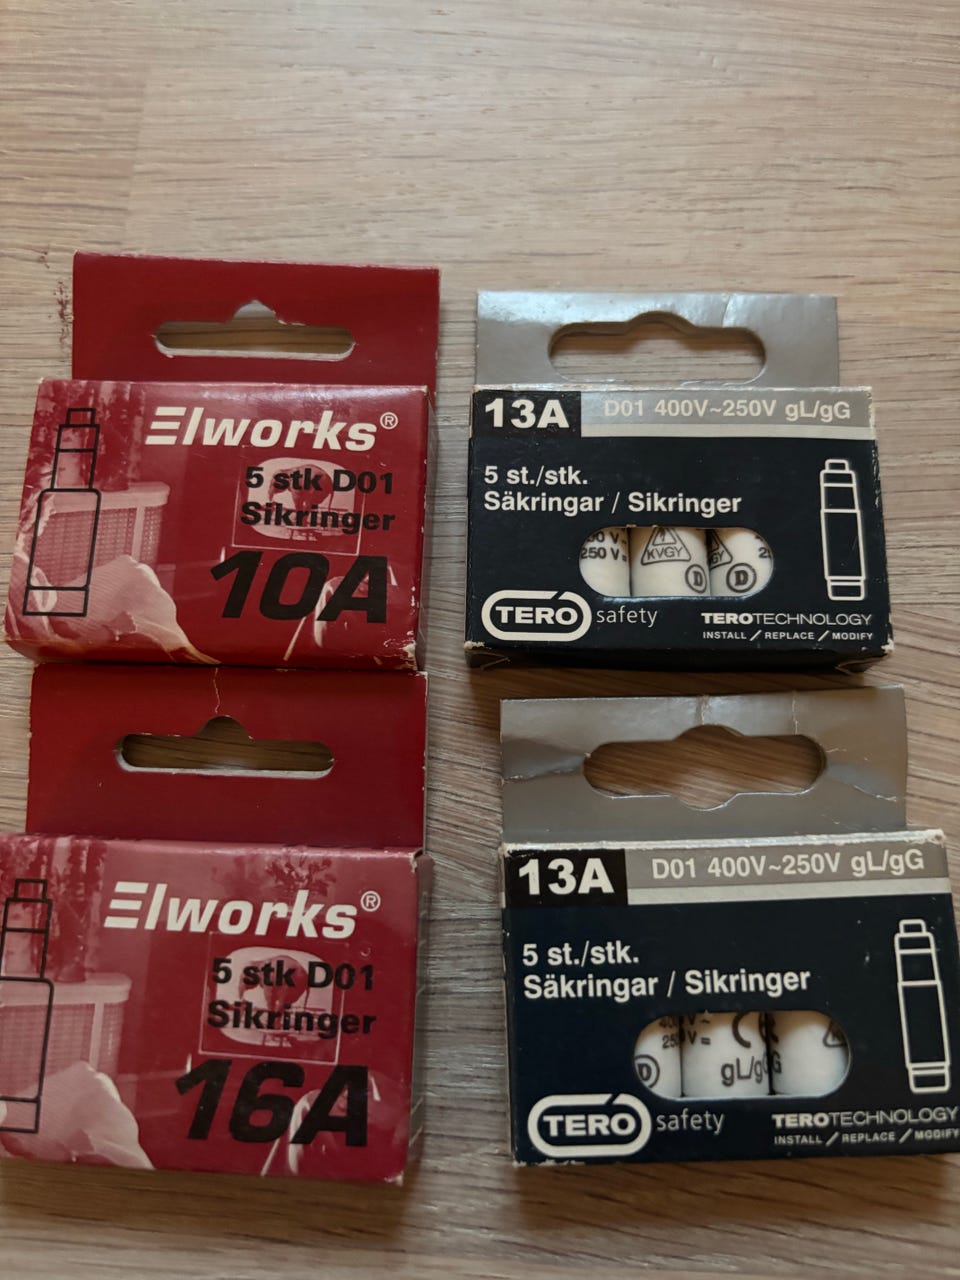 Elworks®
5 stk D01
Sikringer
10A
13A
D01 400V~250V gL/gG
5 st./stk.
Säkringar / Sikringer
250 V=
KVGY
D
D
TERO safety
TEROTECHNOLOGY
INSTALL / REPLACE / MODIFY
Elworks®
5 stk D01
Sikringer
16A
13A
D01 400V~250V gL/gG
5 st./stk.
Säkringar / Sikringer
D
gL/gG
TERO safety
TEROTECHNOLOGY
INSTALL / REPLACE / MODIFY